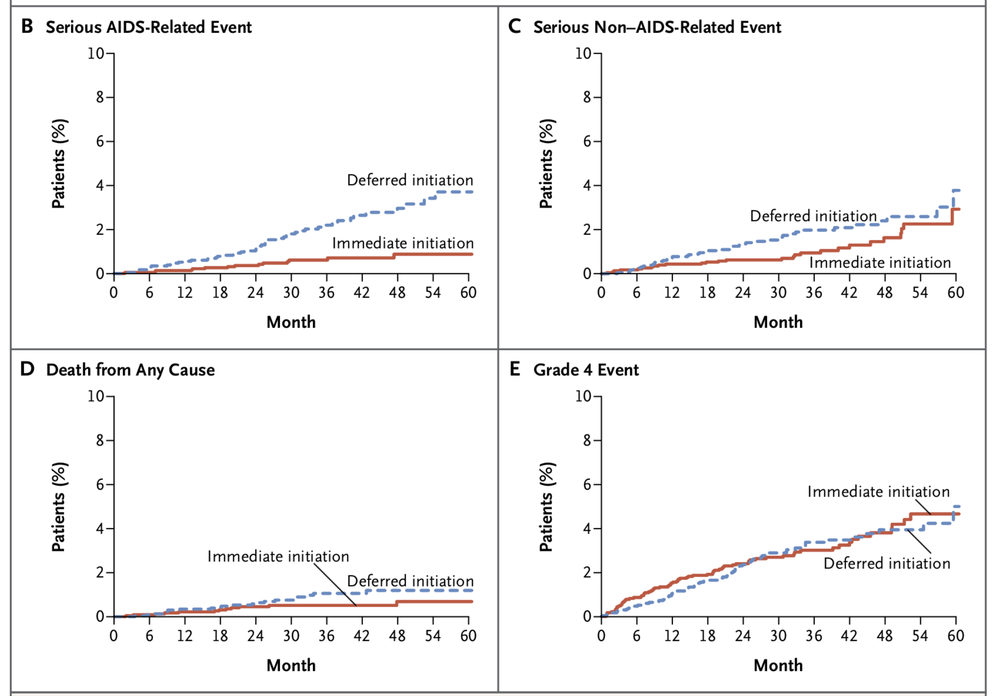 B Serious AIDS-Related Event
10
8
6
4
2
0
Patients (%)
Deferred initiation
Immediate initiation
0 6 12 18 24 30 36 42 48 54 60
Month
C Serious Non–AIDS-Related Event
10
8
6
4
2
0
Patients (%)
Deferred initiation
Immediate initiation
0 6 12 18 24 30 36 42 48 54 60
Month
D Death from Any Cause
10
8
6
4
2
0
Patients (%)
Immediate initiation
Deferred initiation
0 6 12 18 24 30 36 42 48 54 60
Month
E Grade 4 Event
10
8
6
4
2
0
Patients (%)
Immediate initiation
Deferred initiation
0 6 12 18 24 30 36 42 48 54 60
Month